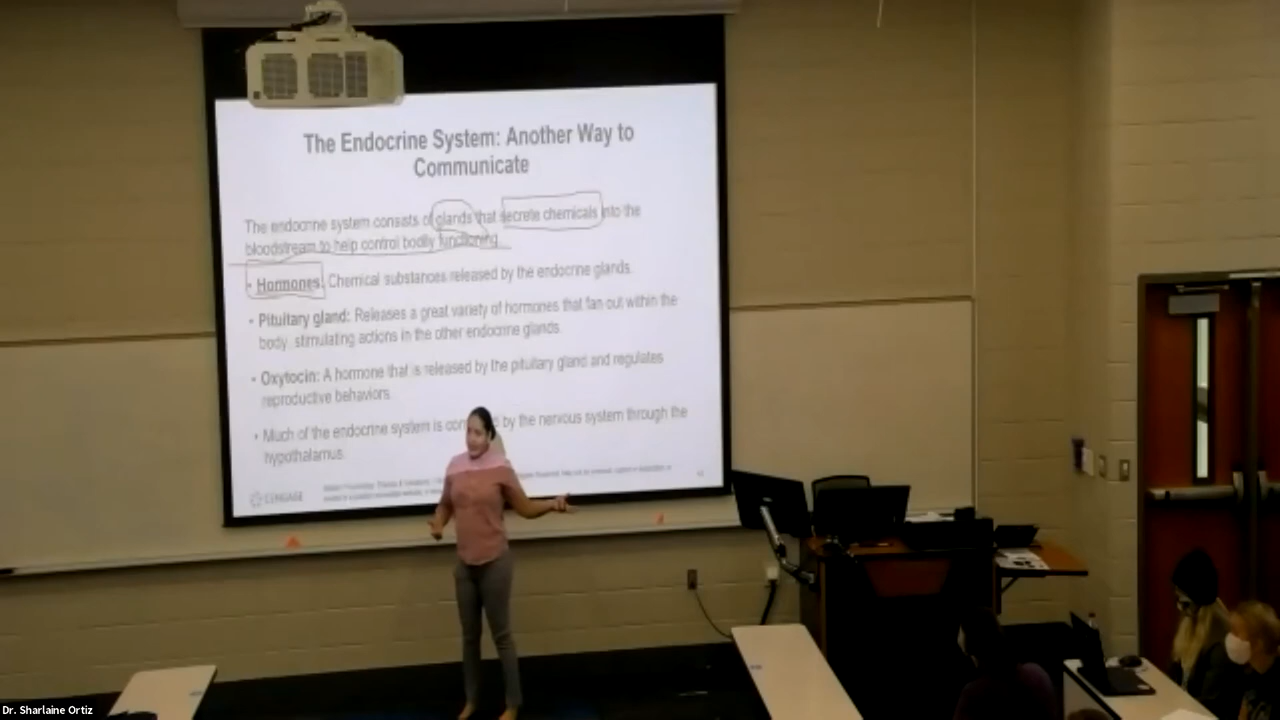 The Endocrine System: Another Way to
Communicate
The endocrine system consists of glands that secrete chemicals into the
bloodstream to help control bodily functioning.
• Hormones: Chemical substances released by the endocrine glands.
• Pituitary gland: Releases a great variety of hormones that fan out within the
body, stimulating actions in the other endocrine glands.
• Oxytocin: A hormone that is released by the pituitary gland and regulates
reproductive behaviors.
• Much of the endocrine system is by the nervous system through the
hypothalamus.
CENGAGE
Dr. Sharlaine Ortiz